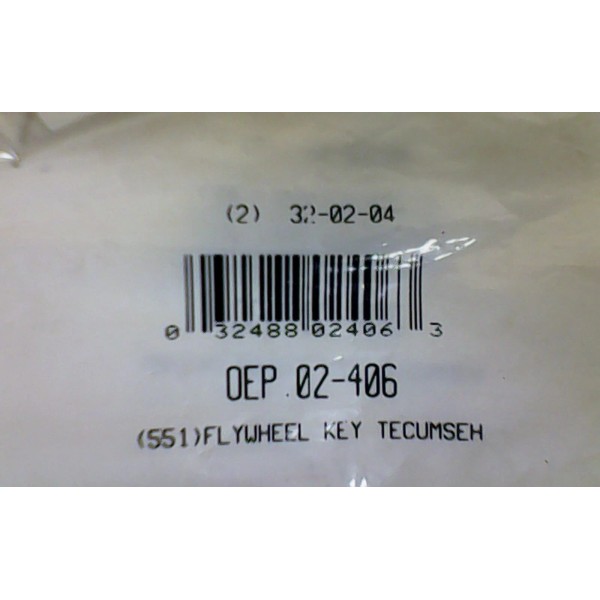 (2) 32-02-04
0 32488 02406 3
OEP 02-406
(551)FLYWHEEL KEY TECUMSEH